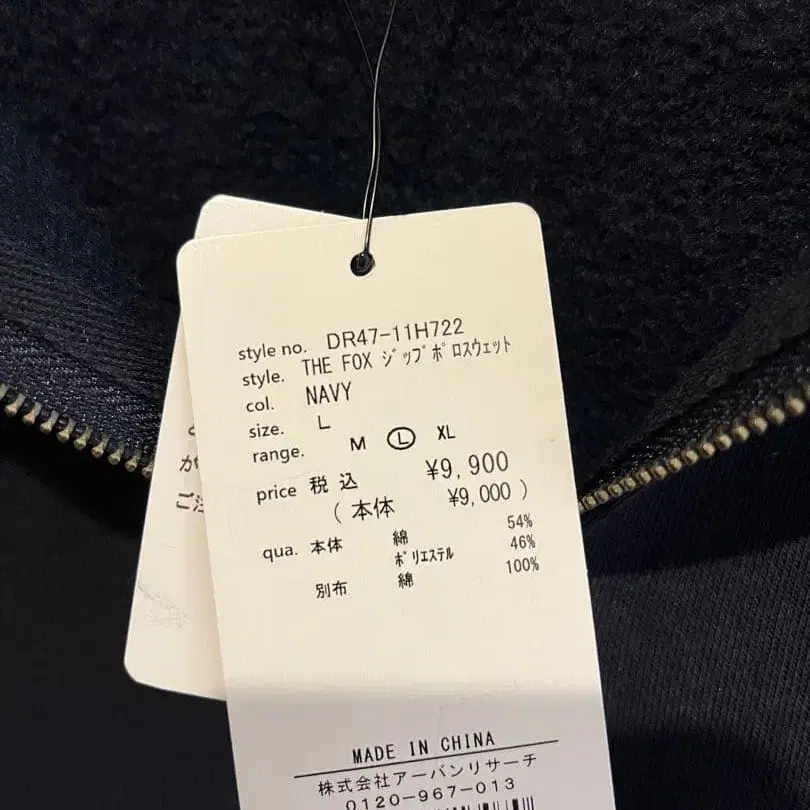 style no. DR47-11H722
style. THE FOX ジップポロスウェット
col. NAVY
size. L
range. M L XL
price 税込 ¥9,900
(本体 ¥9,000)
qua. 本体 綿 54%
ポリエステル 46%
別布 綿 100%
MADE IN CHINA
株式会社アーバンリサーチ
0120-967-013
が
ご注